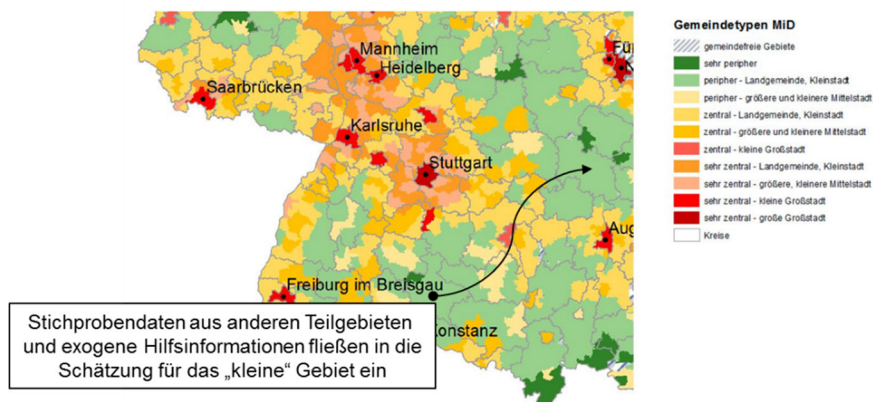 Mannheim
Heidelberg
Saarbrücken
Karlsruhe
Stuttgart
Freiburg im Breisgau
Konstanz
Stichprobendaten aus anderen Teilgebieten
und exogene Hilfsinformationen fließen in die
Schätzung für das „kleine“ Gebiet ein
Gemeindetypen MiD
gemeindefreie Gebiete
sehr peripher
peripher - Landgemeinde, Kleinstadt
peripher - größere und kleinere Mittelstadt
zentral - Landgemeinde, Kleinstadt
zentral - größere und kleinere Mittelstadt
zentral - kleine Großstadt
sehr zentral - Landgemeinde, Kleinstadt
sehr zentral - größere, kleinere Mittelstadt
sehr zentral - kleine Großstadt
sehr zentral - große Großstadt
Kreise